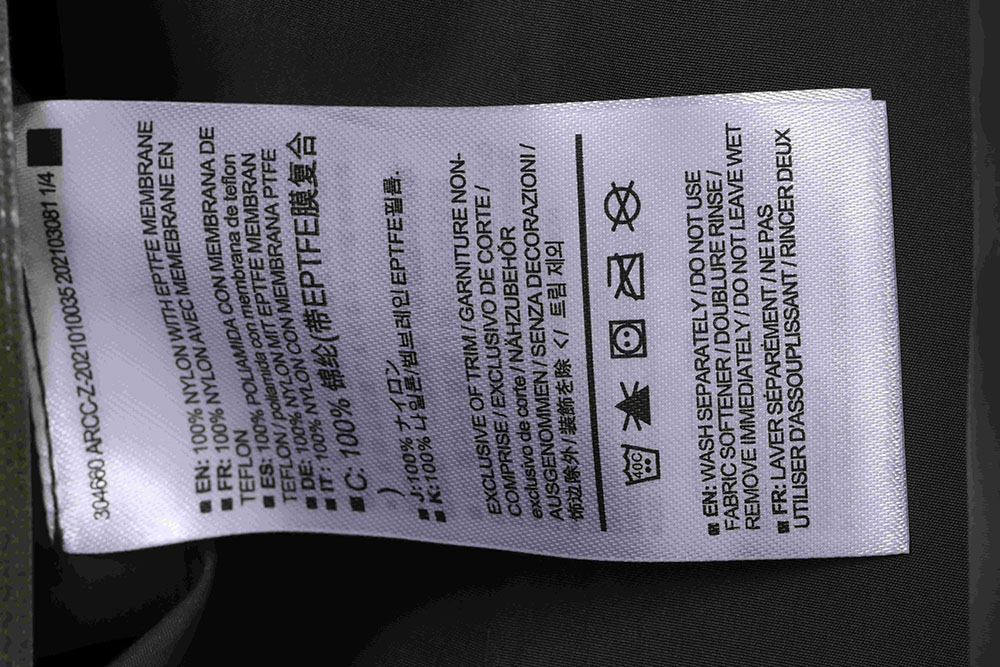 304660 ARCC-Z-2021010035 202103081 1/4
EN: 100% NYLON WITH EPTFE MEMBRANE
FR: 100% NYLON AVEC MEMEBRANE EN
TEFLON
ES: 100% POLIAMIDA CON MEMBRANA DE
TEFLON / poliamida con membrana de teflon
DE: 100% NYLON MIT EPTFE MEMBRAN
IT: 100% NYLON CON MEMBRANA PTFE
C: 100% 锦纶(带EPTFE膜复合
)
J:100% ナイロン
K:100% 나일론/멤브레인 EPTFE필름.
EXCLUSIVE OF TRIM / GARNITURE NON-
COMPRISE / EXCLUSIVO DE CORTE /
exclusivo de corte / NÄHZUBEHÖR
AUSGENOMMEN / SENZA DECORAZIONI /
饰边除外 / 装飾を除く / 트림 제외
40C
EN: WASH SEPARATELY / DO NOT USE
FABRIC SOFTENER / DOUBLURE RINSE /
REMOVE IMMEDIATELY / DO NOT LEAVE WET
FR: LAVER SÉPARÉMENT / NE PAS
UTILISER D'ASSOUPLISSANT / RINCER DEUX